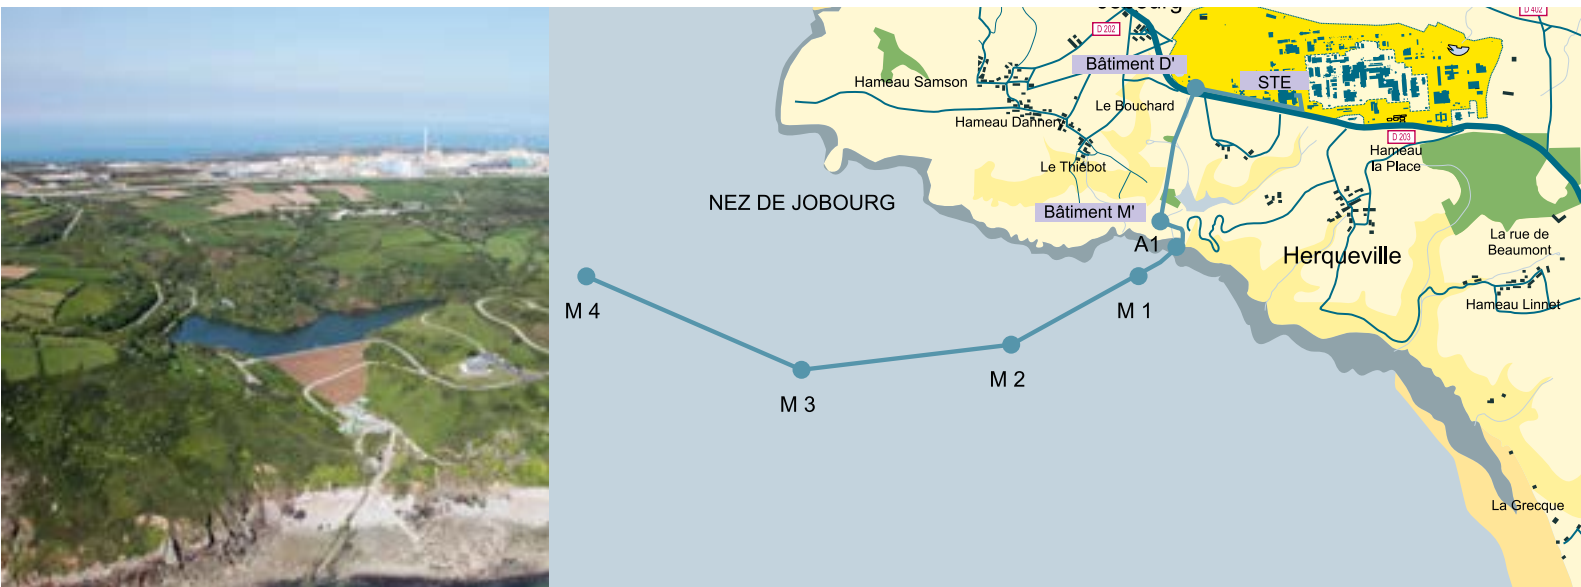 D 402
D 202
Bâtiment D'
STE
Hameau Samson
Le Bouchard
Hameau Dannery
D 203
Hameau
la Place
Le Thiébot
NEZ DE JOBOURG
Bâtiment M'
A1
La rue de
Beaumont
Herqueville
M 4
M 1
Hameau Linnet
M 2
M 3
La Grecque